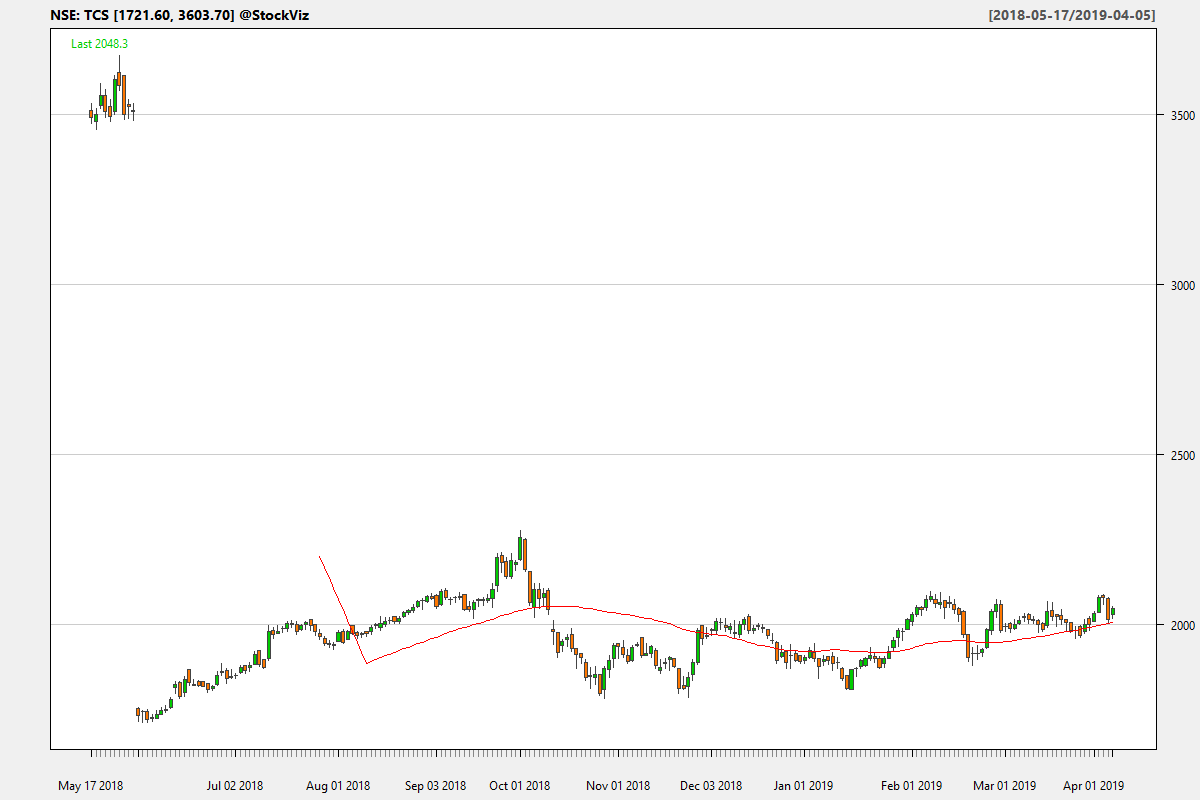 NSE: TCS [1721.60, 3603.70] @StockViz [2018-05-17/2019-04-05]
Last 2048.3
3500
3000
2500
2000
May 17 2018 Jul 02 2018 Aug 01 2018 Sep 03 2018 Oct 01 2018 Nov 01 2018 Dec 03 2018 Jan 01 2019 Feb 01 2019 Mar 01 2019 Apr 01 2019